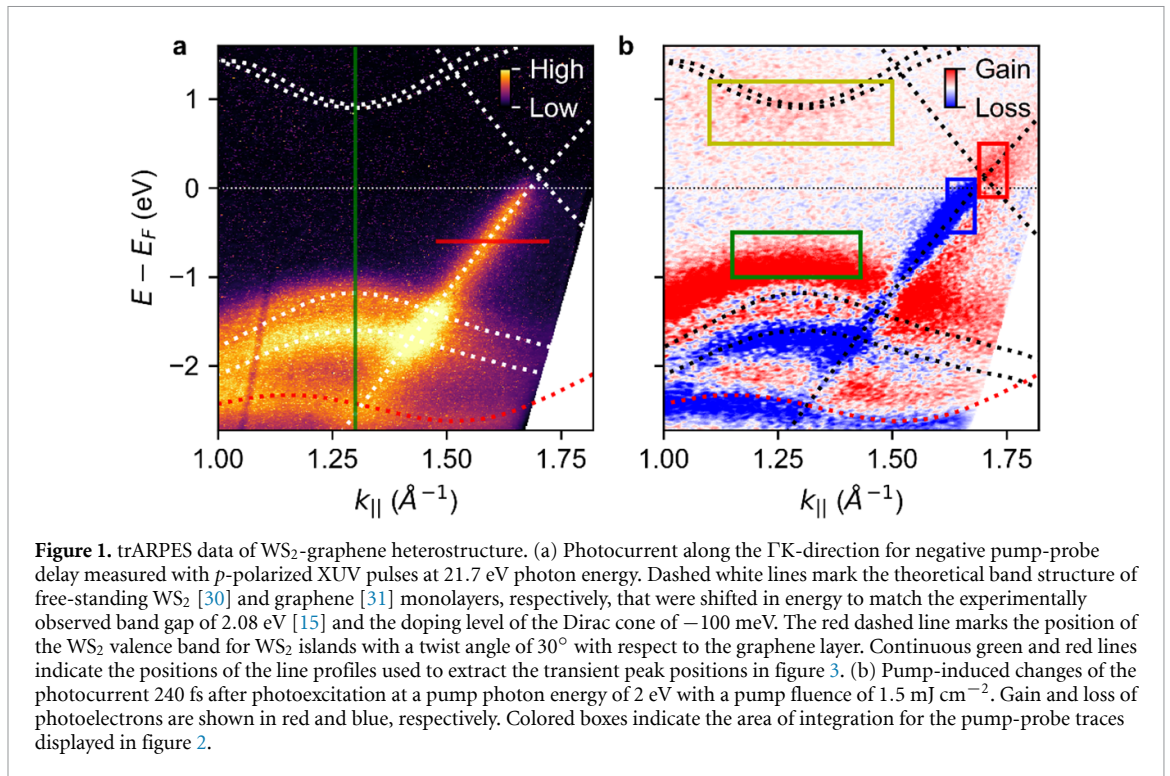 a
b
High
Low
Gain
Loss
1
0
−1
−2
E − E_F (eV)
1.00 1.25 1.50 1.75
1.00 1.25 1.50 1.75
k_|| (Å⁻¹)
k_|| (Å⁻¹)
Figure 1. trARPES data of WS₂-graphene heterostructure. (a) Photocurrent along the ΓK-direction for negative pump-probe
delay measured with p-polarized XUV pulses at 21.7 eV photon energy. Dashed white lines mark the theoretical band structure of
free-standing WS₂ [30] and graphene [31] monolayers, respectively, that were shifted in energy to match the experimentally
observed band gap of 2.08 eV [15] and the doping level of the Dirac cone of −100 meV. The red dashed line marks the position of
the WS₂ valence band for WS₂ islands with a twist angle of 30° with respect to the graphene layer. Continuous green and red lines
indicate the positions of the line profiles used to extract the transient peak positions in figure 3. (b) Pump-induced changes of the
photocurrent 240 fs after photoexcitation at a pump photon energy of 2 eV with a pump fluence of 1.5 mJ cm⁻². Gain and loss of
photoelectrons are shown in red and blue, respectively. Colored boxes indicate the area of integration for the pump-probe traces
displayed in figure 2.